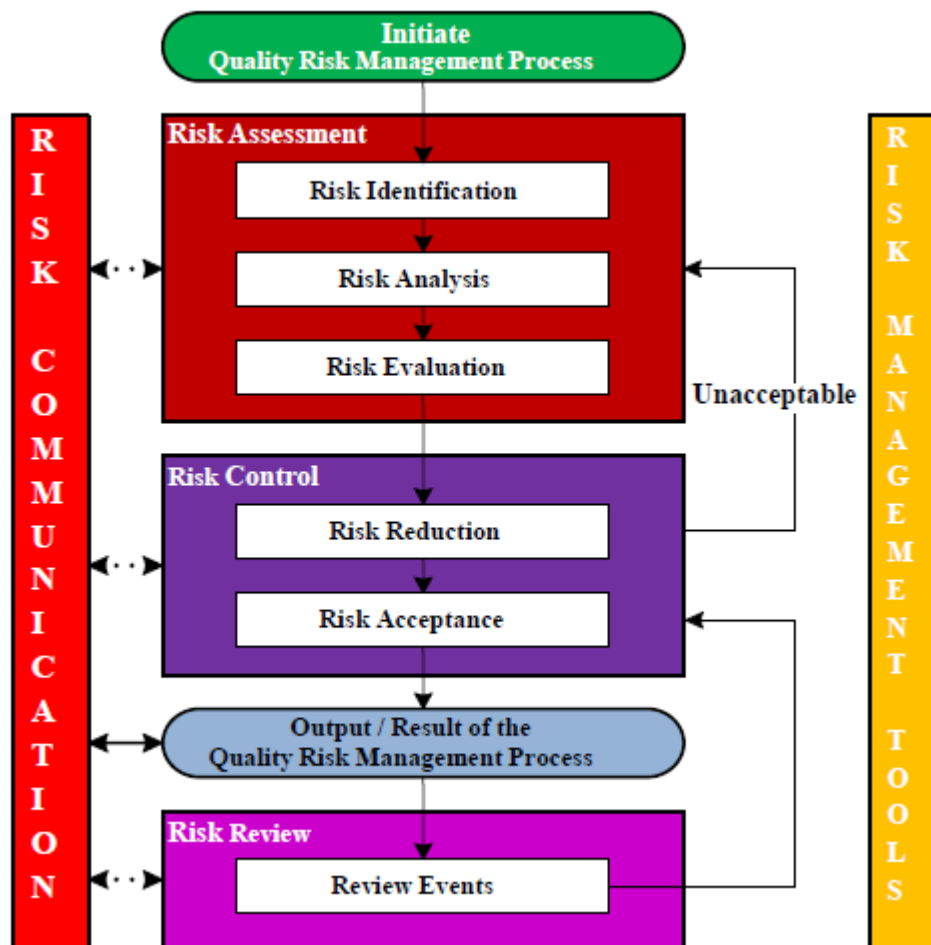 Initiate
Quality Risk Management Process
RISK COMMUNICATION
Risk Assessment
Risk Identification
Risk Analysis
Risk Evaluation
Unacceptable
Risk Control
Risk Reduction
Risk Acceptance
Output / Result of the
Quality Risk Management Process
Risk Review
Review Events
RISK MANAGEMENT TOOLS